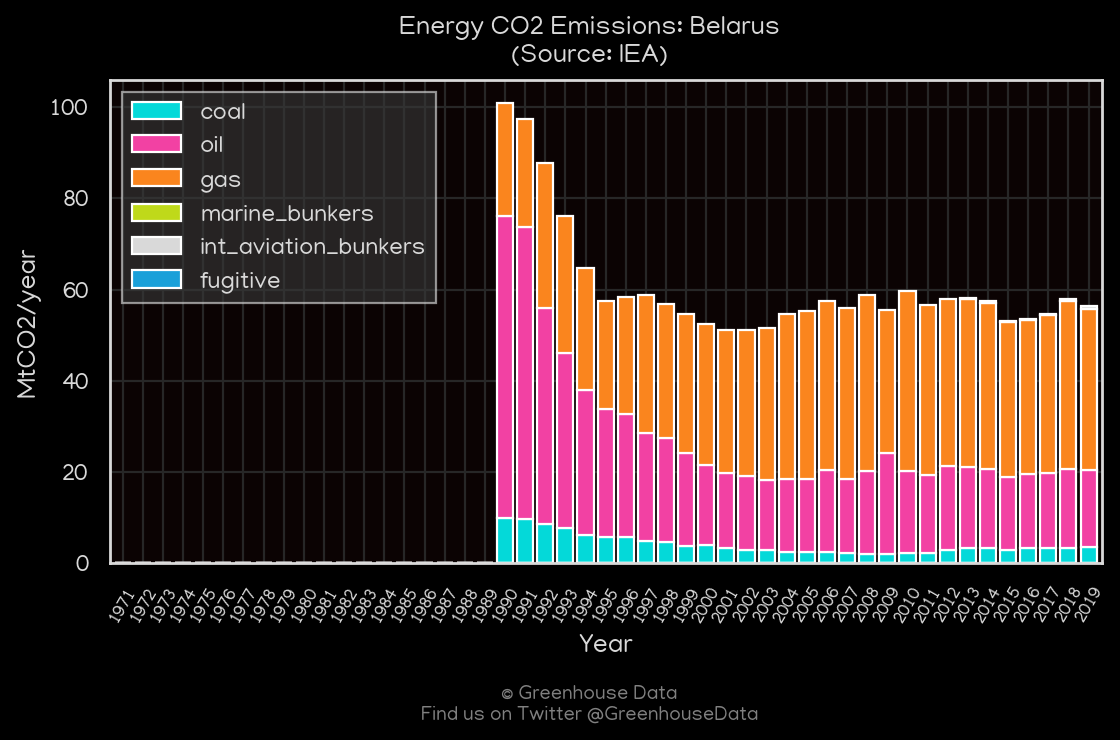 Energy CO2 Emissions: Belarus
(Source: IEA)
MtCO2/year
100
80
60
40
20
0
coal
oil
gas
marine_bunkers
int_aviation_bunkers
fugitive
1971 1972 1973 1974 1975 1976 1977 1978 1979 1980 1981 1982 1983 1984 1985 1986 1987 1988 1989 1990 1991 1992 1993 1994 1995 1996 1997 1998 1999 2000 2001 2002 2003 2004 2005 2006 2007 2008 2009 2010 2011 2012 2013 2014 2015 2016 2017 2018 2019
Year
© Greenhouse Data
Find us on Twitter @GreenhouseData